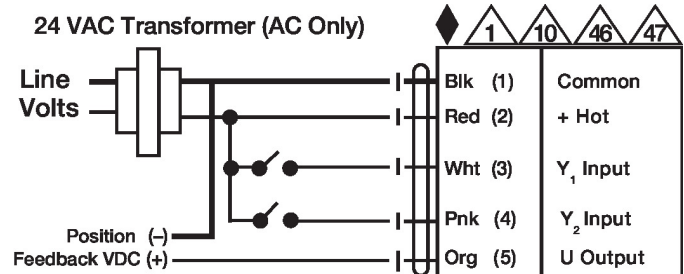 24 VAC Transformer (AC Only)
1 10 46 47
Line Volts
Blk (1) Common
Red (2) + Hot
Wht (3) Y1 Input
Pnk (4) Y2 Input
Position (–)
Feedback VDC (+)
Org (5) U Output